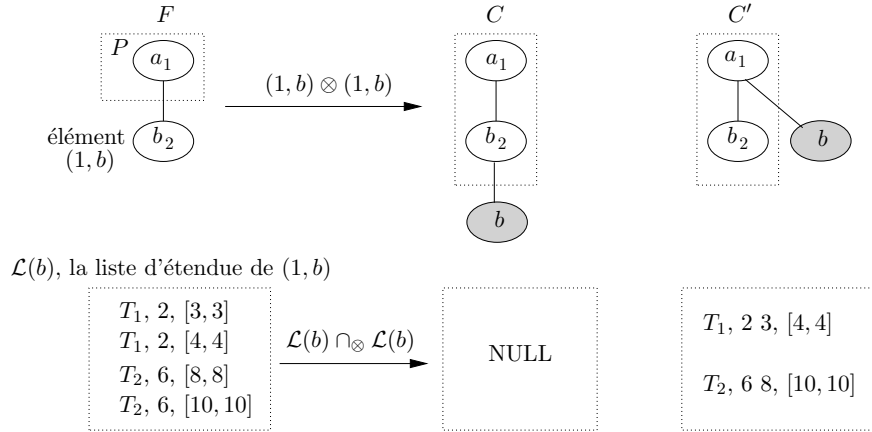 F C C′
P a₁ a₁ a₁
(1, b) ⊗ (1, b)
élément b₂ b₂ b₂ b
(1, b)
b
ℒ(b), la liste d'étendue de (1, b)
T₁, 2, [3, 3]
T₁, 2, [4, 4]
T₂, 6, [8, 8]
T₂, 6, [10, 10]
ℒ(b) ∩⊗ ℒ(b)
NULL
T₁, 2 3, [4, 4]
T₂, 6 8, [10, 10]